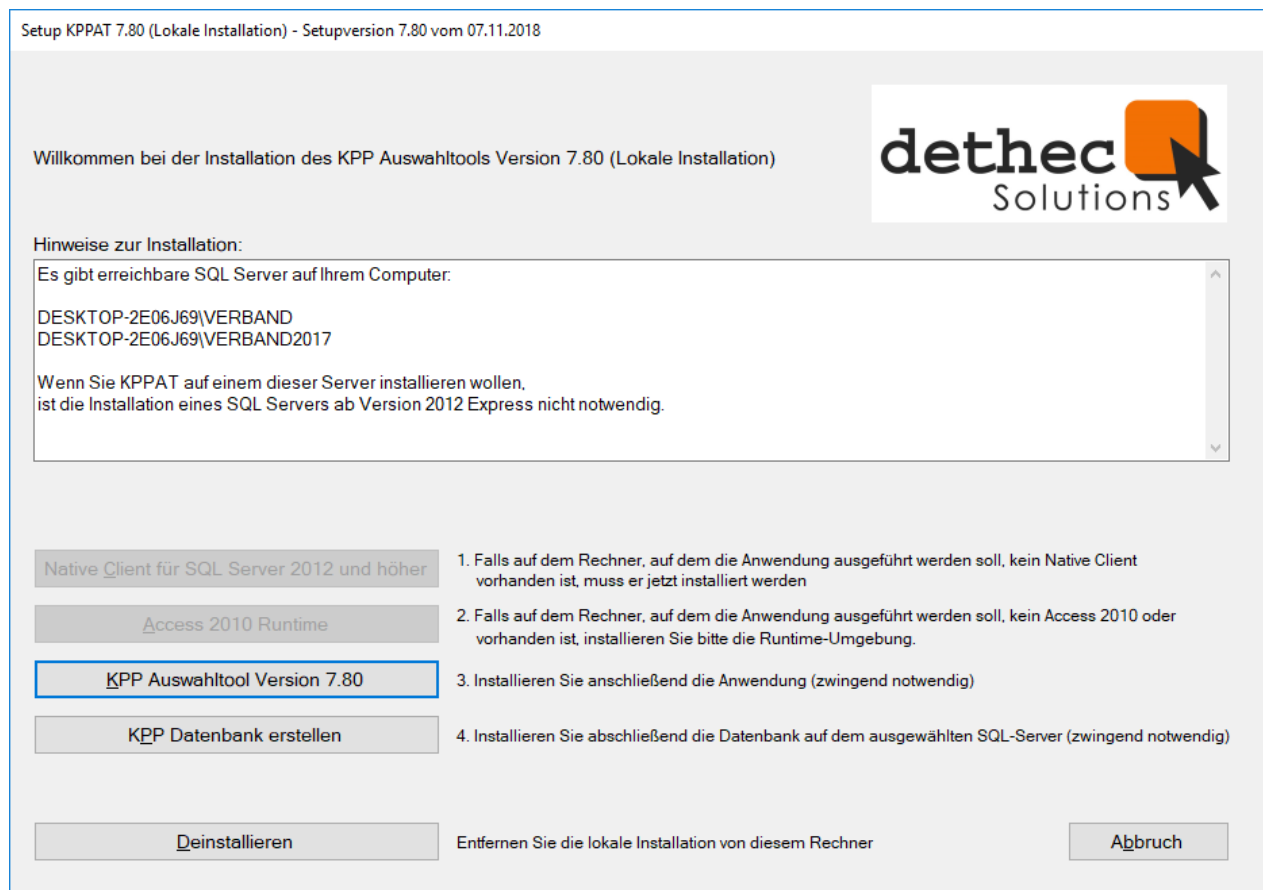 Setup KPPAT 7.80 (Lokale Installation) - Setupversion 7.80 vom 07.11.2018
dethec
Solutions
Willkommen bei der Installation des KPP Auswahltools Version 7.80 (Lokale Installation)
Hinweise zur Installation:
Es gibt erreichbare SQL Server auf Ihrem Computer:
DESKTOP-2E06J69\VERBAND
DESKTOP-2E06J69\VERBAND2017
Wenn Sie KPPAT auf einem dieser Server installieren wollen,
ist die Installation eines SQL Servers ab Version 2012 Express nicht notwendig.
Native Client für SQL Server 2012 und höher
1. Falls auf dem Rechner, auf dem die Anwendung ausgeführt werden soll, kein Native Client
vorhanden ist, muss er jetzt installiert werden
Access 2010 Runtime
2. Falls auf dem Rechner, auf dem die Anwendung ausgeführt werden soll, kein Access 2010 oder
vorhanden ist, installieren Sie bitte die Runtime-Umgebung.
KPP Auswahltool Version 7.80
3. Installieren Sie anschließend die Anwendung (zwingend notwendig)
KPP Datenbank erstellen
4. Installieren Sie abschließend die Datenbank auf dem ausgewählten SQL-Server (zwingend notwendig)
Deinstallieren
Entfernen Sie die lokale Installation von diesem Rechner
Abbruch